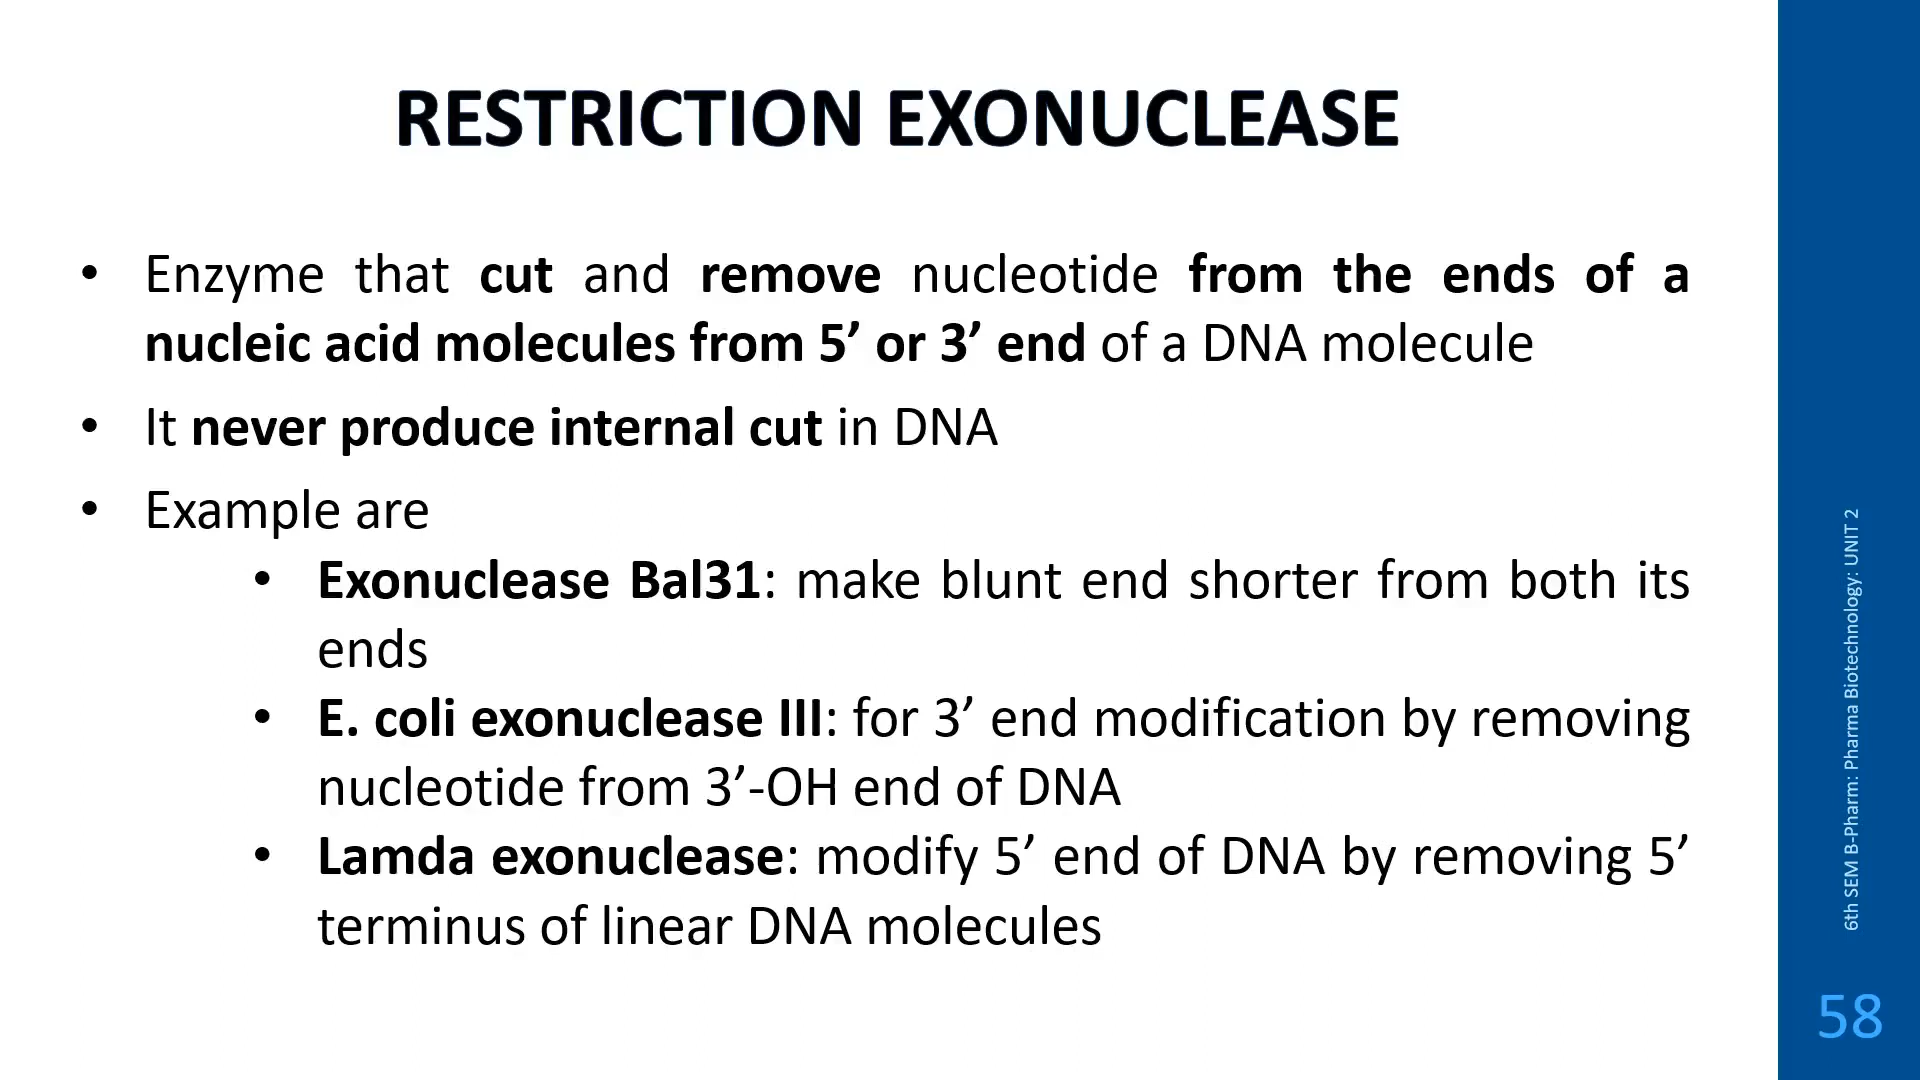 RESTRICTION EXONUCLEASE
• Enzyme that cut and remove nucleotide from the ends of a
nucleic acid molecules from 5’ or 3’ end of a DNA molecule
• It never produce internal cut in DNA
• Example are
• Exonuclease Bal31: make blunt end shorter from both its
ends
• E. coli exonuclease III: for 3’ end modification by removing
nucleotide from 3’-OH end of DNA
• Lamda exonuclease: modify 5’ end of DNA by removing 5’
terminus of linear DNA molecules
6th SEM B-Pharm: Pharma Biotechnology: UNIT 2
58